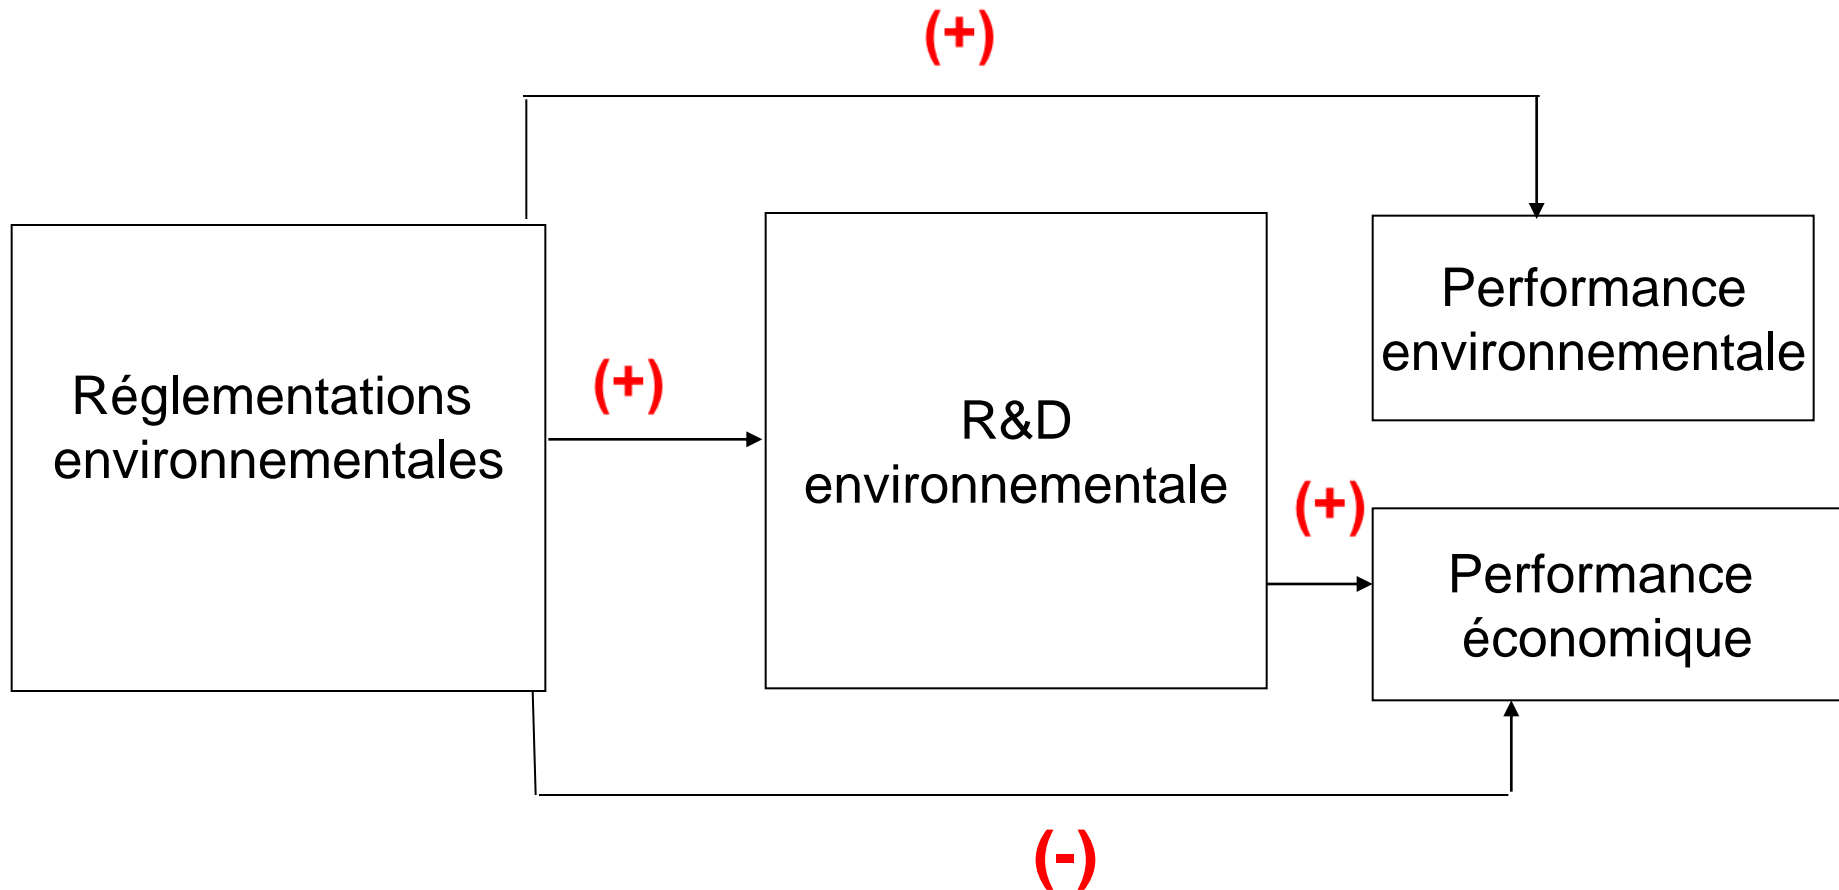 (+)
Réglementations
environnementales
(+)
R&D
environnementale
Performance
environnementale
(+)
Performance
économique
(-)